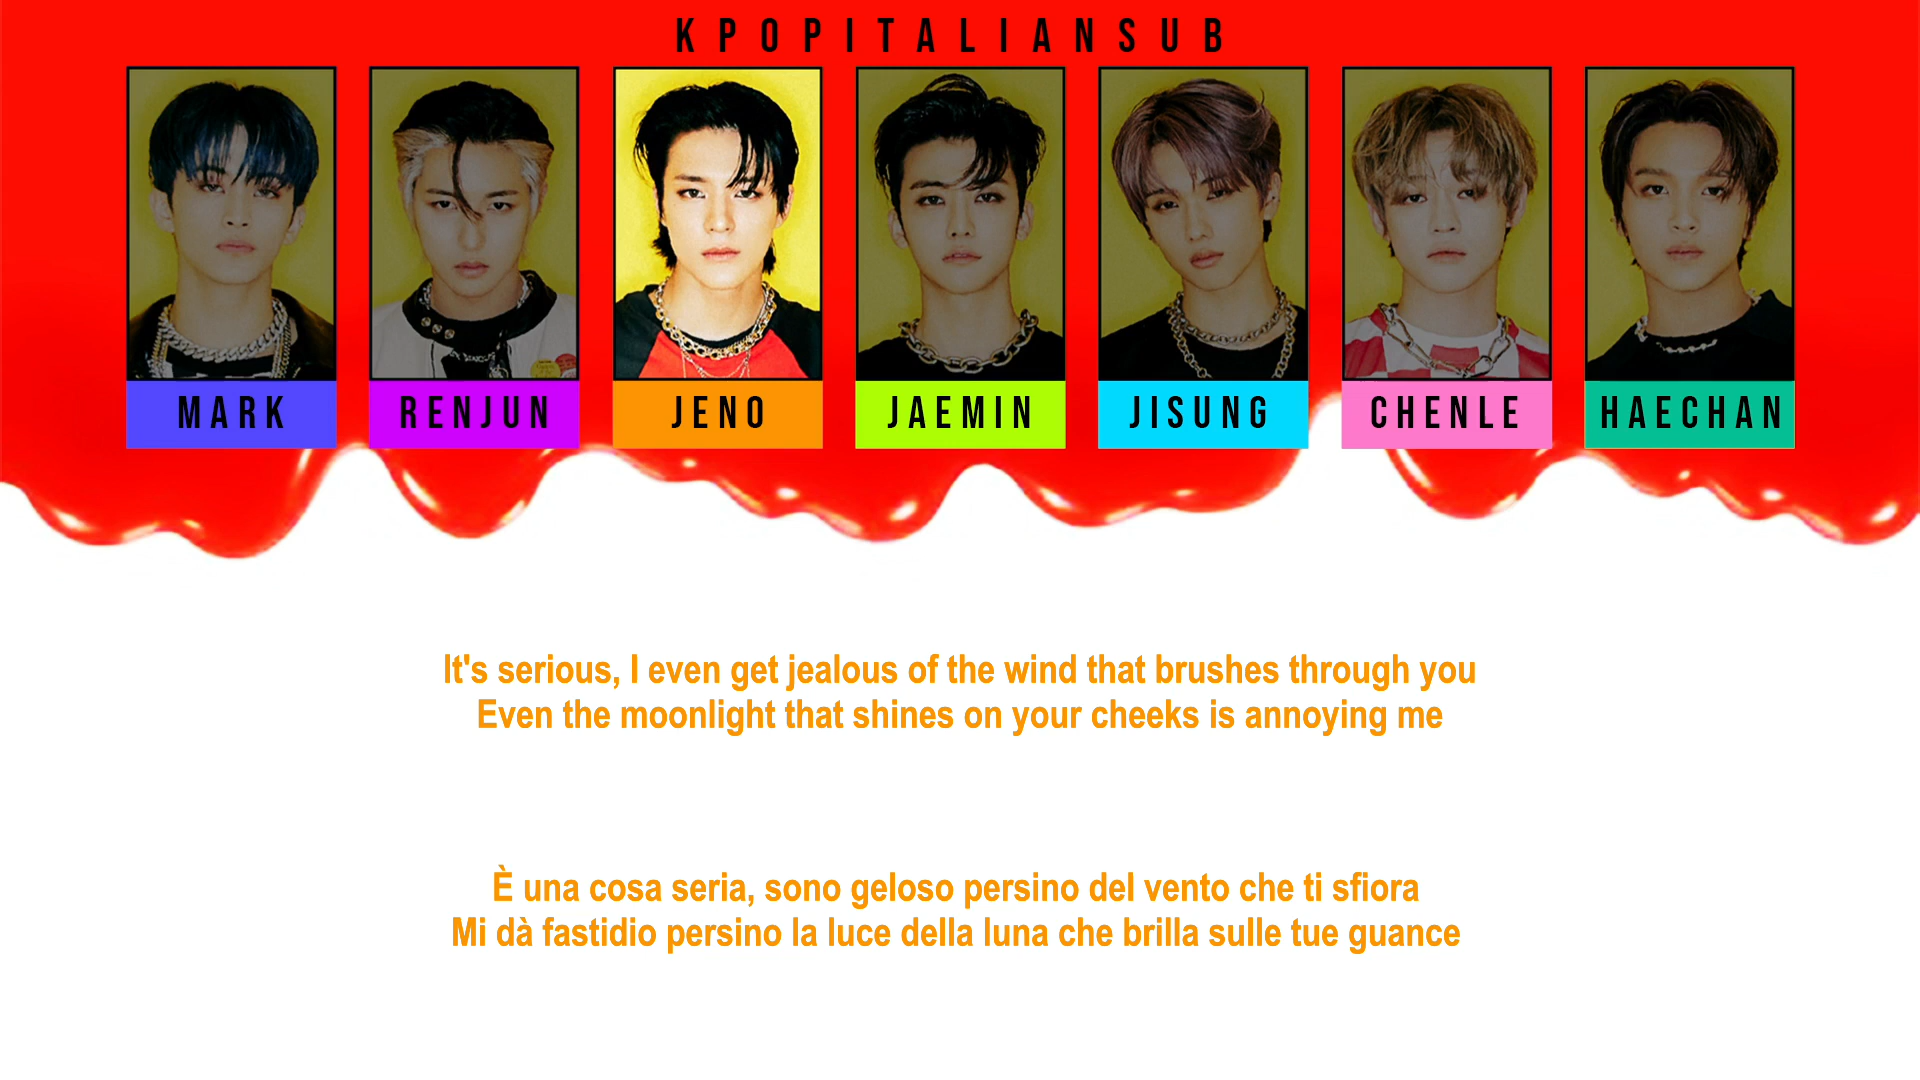 KPOPITALIANSUB
MARK
RENJUN
JENO
JAEMIN
JISUNG
CHENLE
HAECHAN
It's serious, I even get jealous of the wind that brushes through you
Even the moonlight that shines on your cheeks is annoying me
È una cosa seria, sono geloso persino del vento che ti sfiora
Mi dà fastidio persino la luce della luna che brilla sulle tue guance